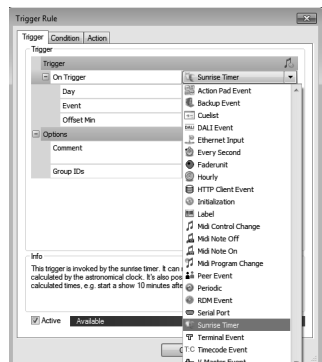 Trigger Rule
Trigger Condition Action
Trigger
Trigger
On Trigger Sunrise Timer
Day
Event
Offset Min
Options
Comment
Group IDs
Action Pad Event
Backup Event
Cuelist
DALI DALI Event
Ethernet Input
Every Second
Faderunit
Hourly
HTTP Client Event
Initialization
Label
Midi Control Change
Midi Note Off
Midi Note On
Midi Program Change
Peer Event
Periodic
RDM Event
Serial Port
Sunrise Timer
Terminal Event
T:C Timecode Event
Info
This trigger is invoked by the sunrise timer. It can
calculated by the astronomical clock. It's also pos
calculated times, e.g. start a show 10 minutes afte
Active Available